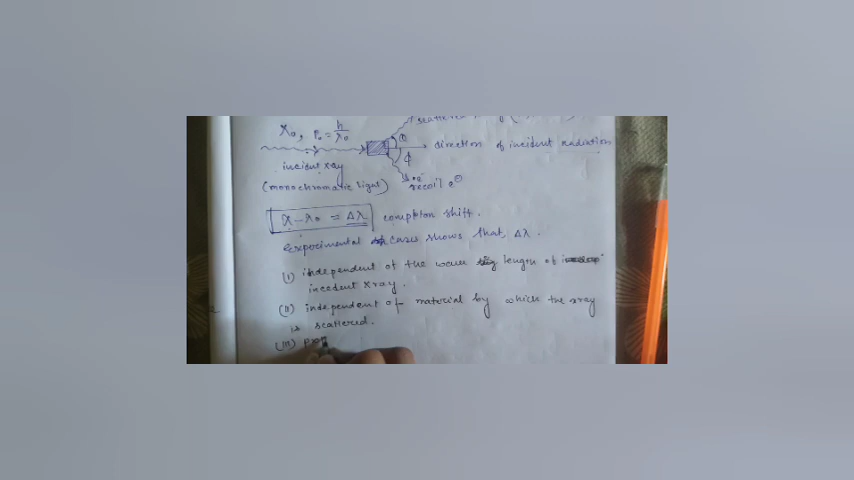 λ₀, P₀ = h/λ₀
θ
direction of incident radiation
incident xray
ϕ
(monochromatic light)
recoil e⊖
λ - λ₀ = Δλ compton shift.
Experimental cases shows that, Δλ.
(i) independent of the wave length of
incedent xray.
(ii) independent of material by which the xray
is scattered.
(iii)